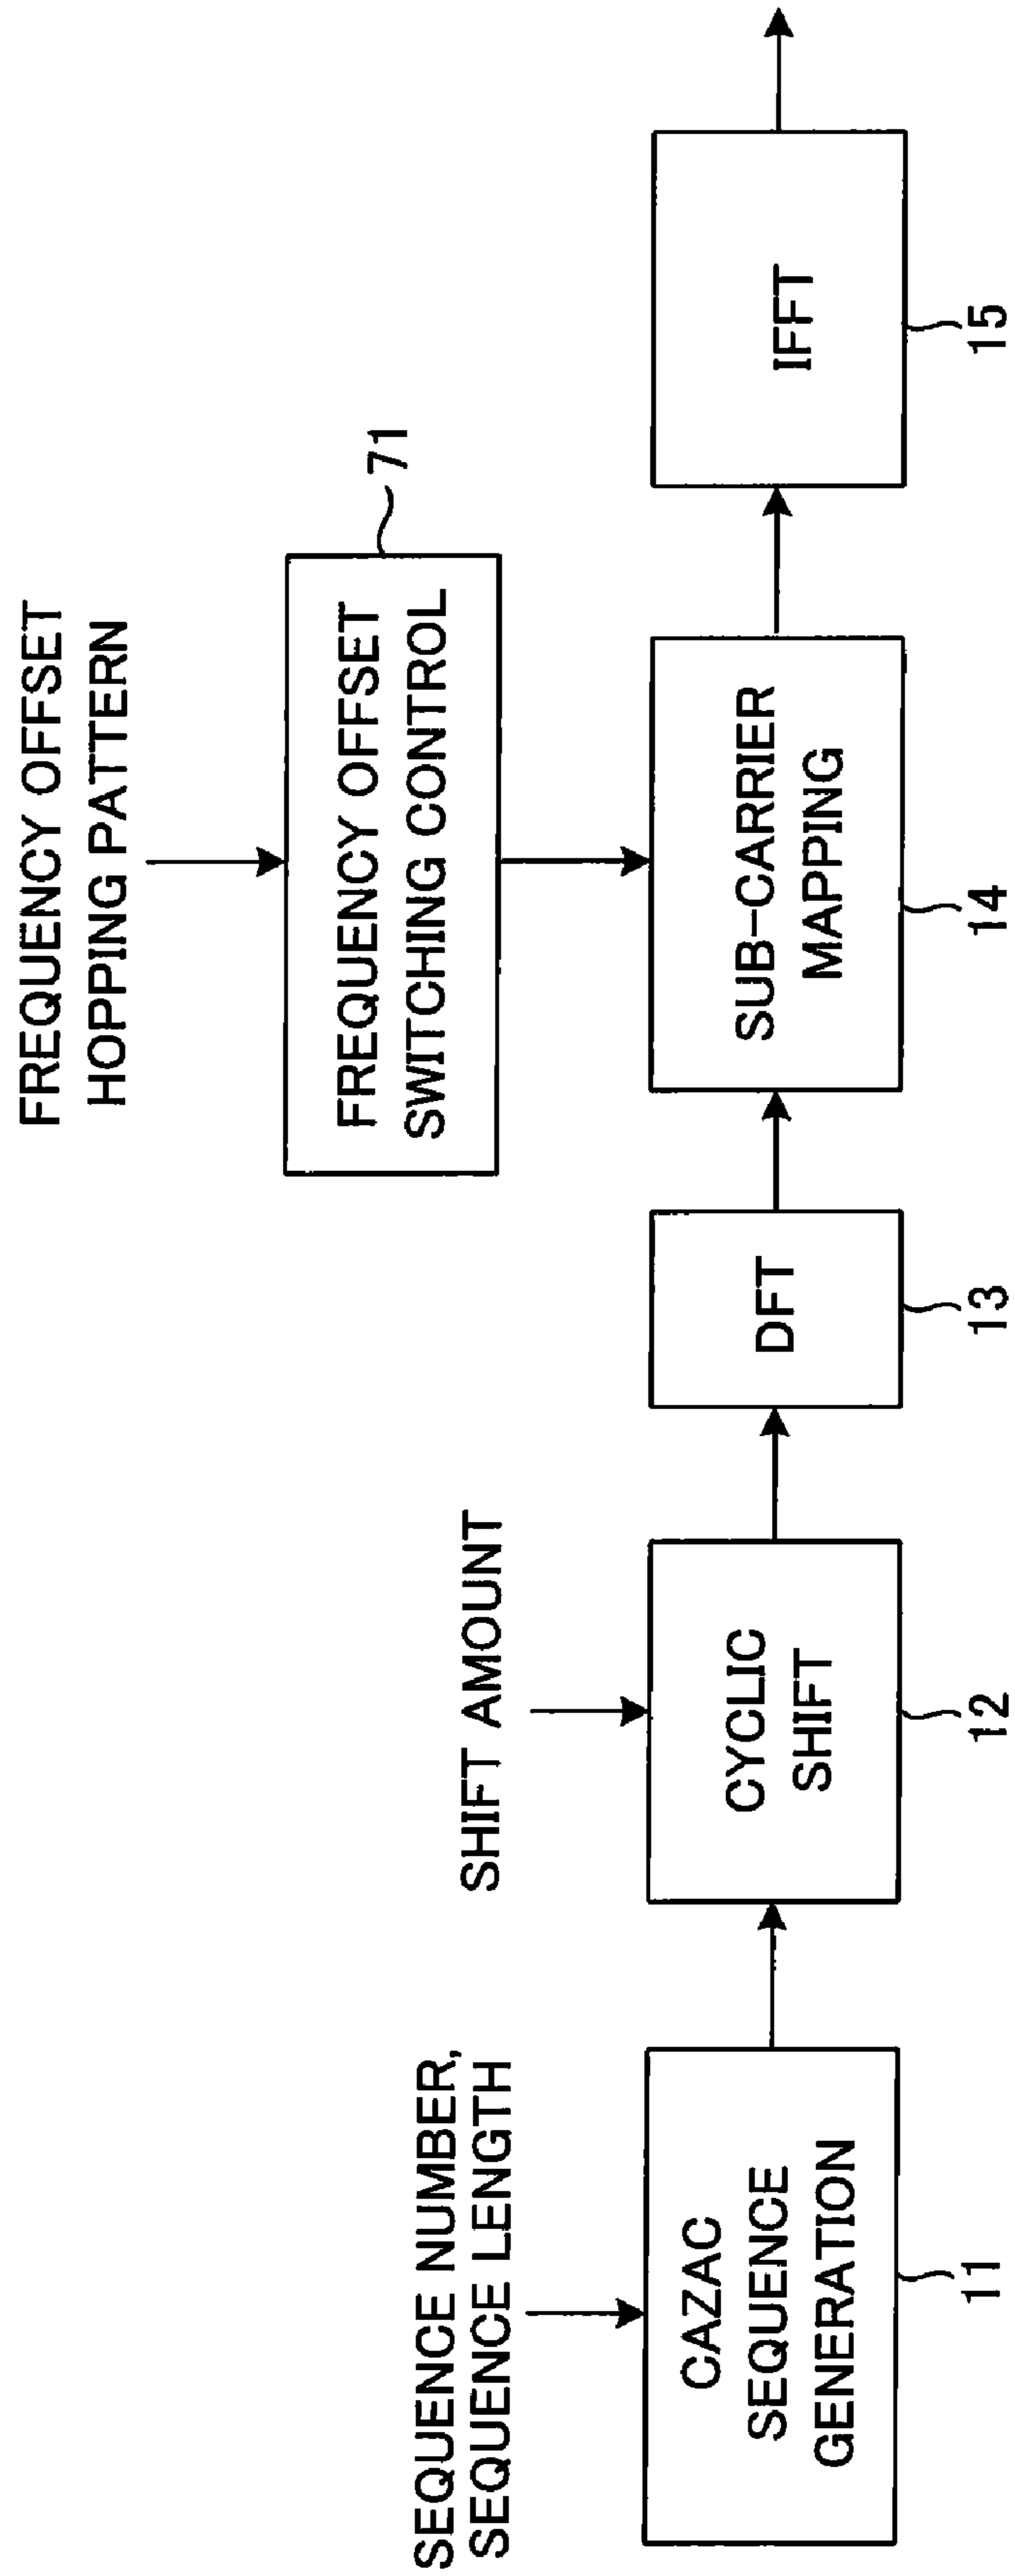 SEQUENCE NUMBER,
SEQUENCE LENGTH
CAZAC
SEQUENCE
GENERATION
11
SHIFT AMOUNT
CYCLIC
SHIFT
12
DFT
13
FREQUENCY OFFSET
HOPPING PATTERN
FREQUENCY OFFSET
SWITCHING CONTROL
71
SUB-CARRIER
MAPPING
14
IFFT
15